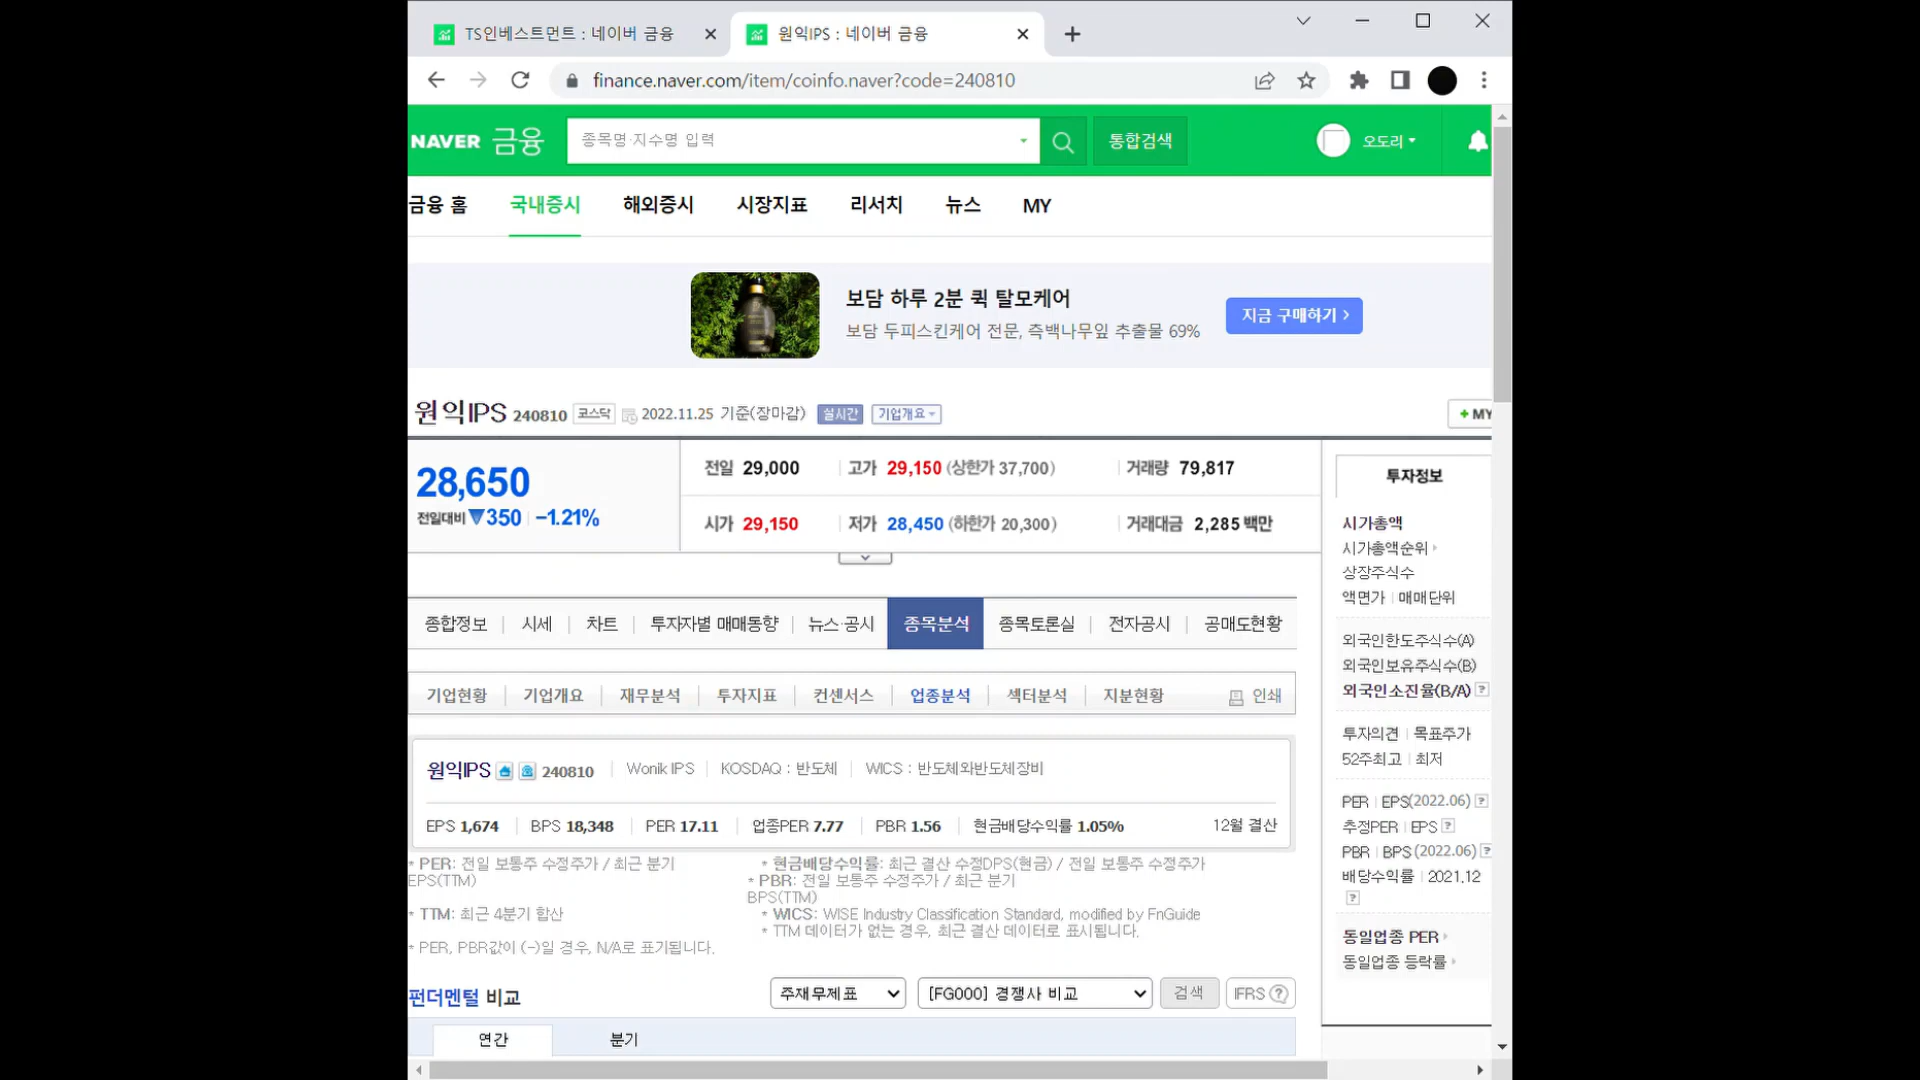 TS인베스트먼트 : 네이버 금융
원익IPS : 네이버 금융
finance.naver.com/item/coinfo.naver?code=240810
NAVER 금융
종목명·지수명 입력
통합검색
오도리
금융 홈 국내증시 해외증시 시장지표 리서치 뉴스 MY
보담 하루 2분 퀵 탈모케어
보담 두피스킨케어 전문, 측백나무잎 추출물 69%
지금 구매하기 >
원익IPS 240810 코스닥 2022.11.25 기준(장마감) 실시간 기업개요
+ MY
28,650
전일대비 ▼350 -1.21%
전일 29,000 고가 29,150 (상한가 37,700) 거래량 79,817
시가 29,150 저가 28,450 (하한가 20,300) 거래대금 2,285 백만
종합정보 시세 차트 투자자별 매매동향 뉴스·공시 종목분석 종목토론실 전자공시 공매도현황
기업현황 기업개요 재무분석 투자지표 컨센서스 업종분석 섹터분석 지분현황 인쇄
원익IPS 240810 Wonik IPS KOSDAQ : 반도체 WICS : 반도체와반도체장비
EPS 1,674 BPS 18,348 PER 17.11 업종PER 7.77 PBR 1.56 현금배당수익률 1.05% 12월 결산
* PER: 전일 보통주 수정주가 / 최근 분기
EPS(TTM)
* TTM: 최근 4분기 합산
* PER, PBR값이 (-)일 경우, N/A로 표기됩니다.
* 현금배당수익률: 최근 결산 수정DPS(현금) / 전일 보통주 수정주가
* PBR: 전일 보통주 수정주가 / 최근 분기
BPS(TTM)
* WICS: WISE Industry Classification Standard, modified by FnGuide
* TTM 데이터가 없는 경우, 최근 결산 데이터로 표시됩니다.
펀더멘털 비교
주재무제표
[FG000] 경쟁사 비교
검색
IFRS ?
연간 분기
투자정보
시가총액
시가총액순위
상장주식수
액면가 | 매매단위
외국인한도주식수(A)
외국인보유주식수(B)
외국인소진율(B/A) ?
투자의견 | 목표주가
52주최고 | 최저
PER | EPS(2022.06) ?
추정PER | EPS ?
PBR | BPS (2022.06) ?
배당수익률 | 2021.12
?
동일업종 PER
동일업종 등락률